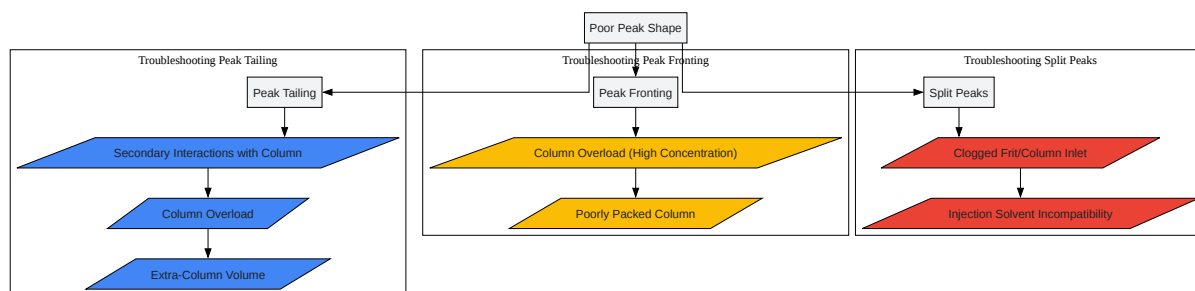 Poor Peak Shape
Troubleshooting Peak Tailing
Troubleshooting Peak Fronting
Troubleshooting Split Peaks
Peak Tailing
Peak Fronting
Split Peaks
Secondary Interactions with Column
Column Overload (High Concentration)
Clogged Frit/Column Inlet
Column Overload
Poorly Packed Column
Injection Solvent Incompatibility
Extra-Column Volume